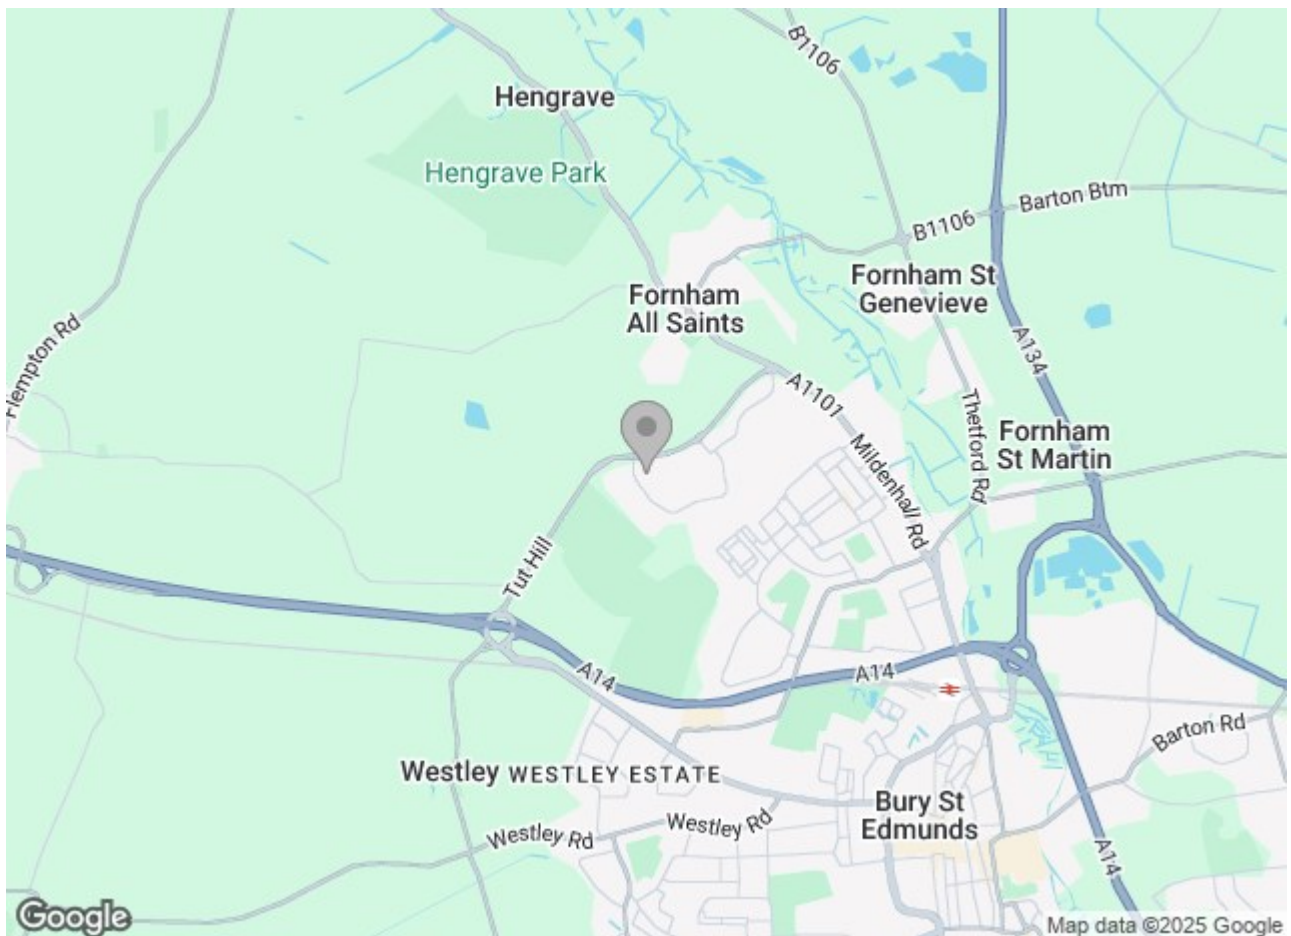 B1106
Hengrave
Hengrave Park
Barton Btm
B1106
Fornham St
Genevieve
Fornham
All Saints
Flempton Rd
A134
A1101
Thetford Rd
Fornham
St Martin
Mildenhall Rd
Tut Hill
A14
A14
Barton Rd
Westley
WESTLEY ESTATE
Bury St
Edmunds
Westley Rd
Westley Rd
A14
Google
Map data ©2025 Google